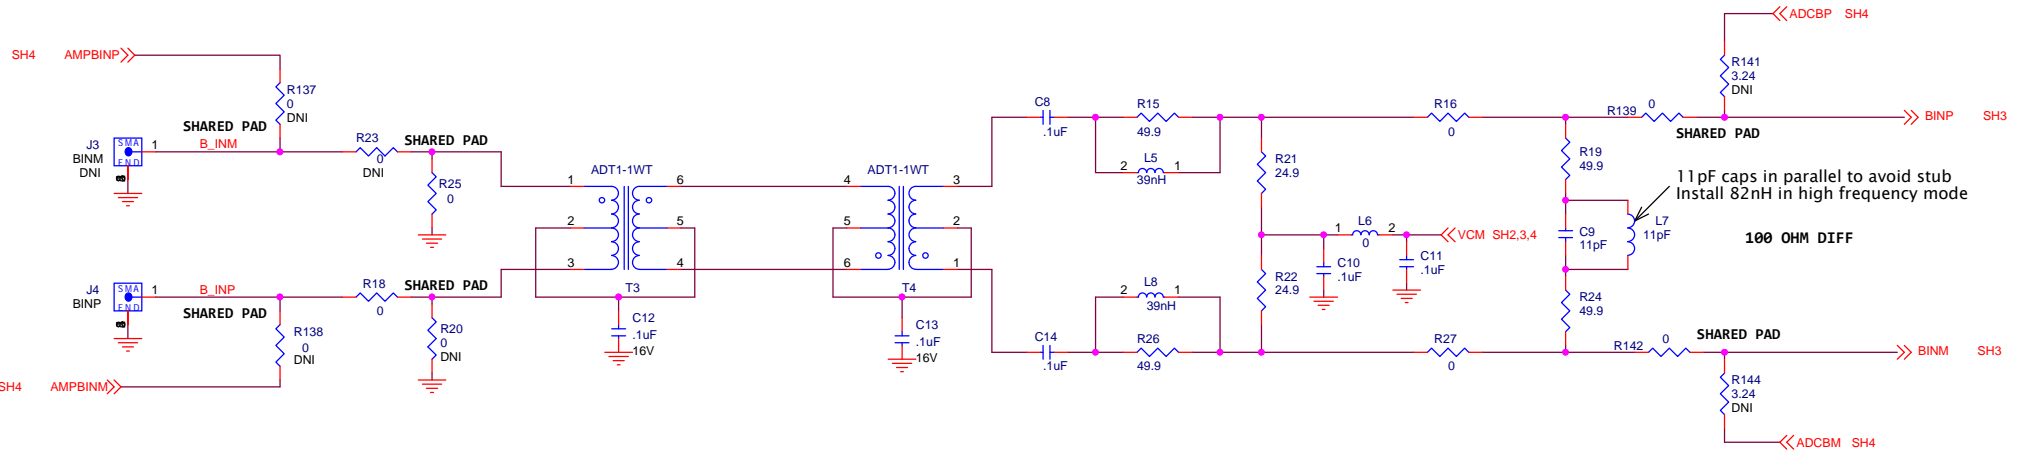 ADCBP SH4
SH4 AMPBINP
R137
0
DNI
SHARED PAD
J3
BINM
DNI
SMA
END
1
B_INM
R23
0
DNI
SHARED PAD
R25
0
ADT1-1WT
1
2
3
6
5
4
T3
C12
.1uF
16V
ADT1-1WT
4
5
6
3
2
1
T4
C13
.1uF
16V
J4
BINP
SMA
END
1
B_INP
SHARED PAD
R18
0
SHARED PAD
R138
0
DNI
R20
0
DNI
SH4 AMPBINM
C8
.1uF
R15
49.9
L5
2 1
39nH
R21
24.9
R22
24.9
C14
.1uF
L8
2 1
39nH
R26
49.9
L6
1 2
0
VCM SH2,3,4
C10
.1uF
C11
.1uF
R16
0
R27
0
R19
49.9
C9
11pF
L7
11pF
R24
49.9
11pF caps in parallel to avoid stub
Install 82nH in high frequency mode
100 OHM DIFF
R139
0
SHARED PAD
R141
3.24
DNI
BINP SH3
R142
0
SHARED PAD
BINM SH3
R144
3.24
DNI
ADCBM SH4